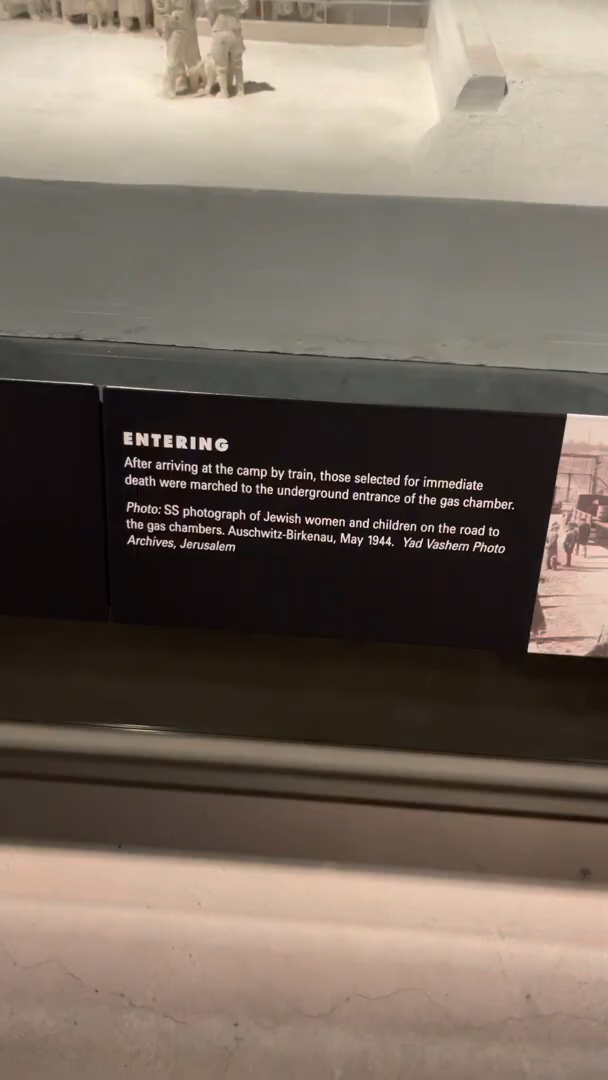 ENTERING
After arriving at the camp by train, those selected for immediate
death were marched to the underground entrance of the gas chamber.
Photo: SS photograph of Jewish women and children on the road to
the gas chambers. Auschwitz-Birkenau, May 1944. Yad Vashem Photo
Archives, Jerusalem